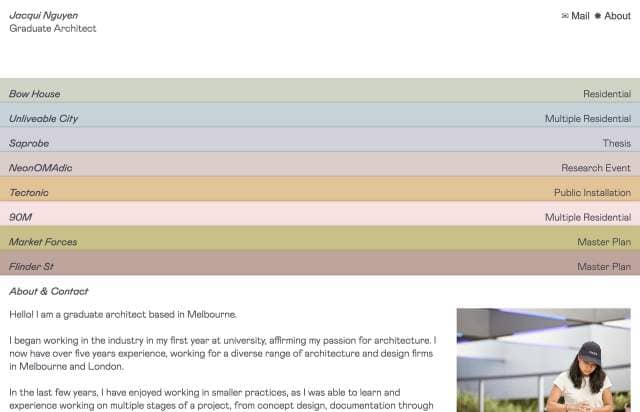 Jacqui Nguyen
Graduate Architect
✉ Mail ✹ About
Bow House Residential
Unliveable City Multiple Residential
Saprobe Thesis
NeonOMAdic Research Event
Tectonic Public Installation
90M Multiple Residential
Market Forces Master Plan
Flinder St Master Plan
About & Contact
Hello! I am a graduate architect based in Melbourne.
I began working in the industry in my first year at university, affirming my passion for architecture. I
now have over five years experience, working for a diverse range of architecture and design firms
in Melbourne and London.
In the last few years, I have enjoyed working in smaller practices, as I was able to learn and
experience working on multiple stages of a project, from concept design, documentation through